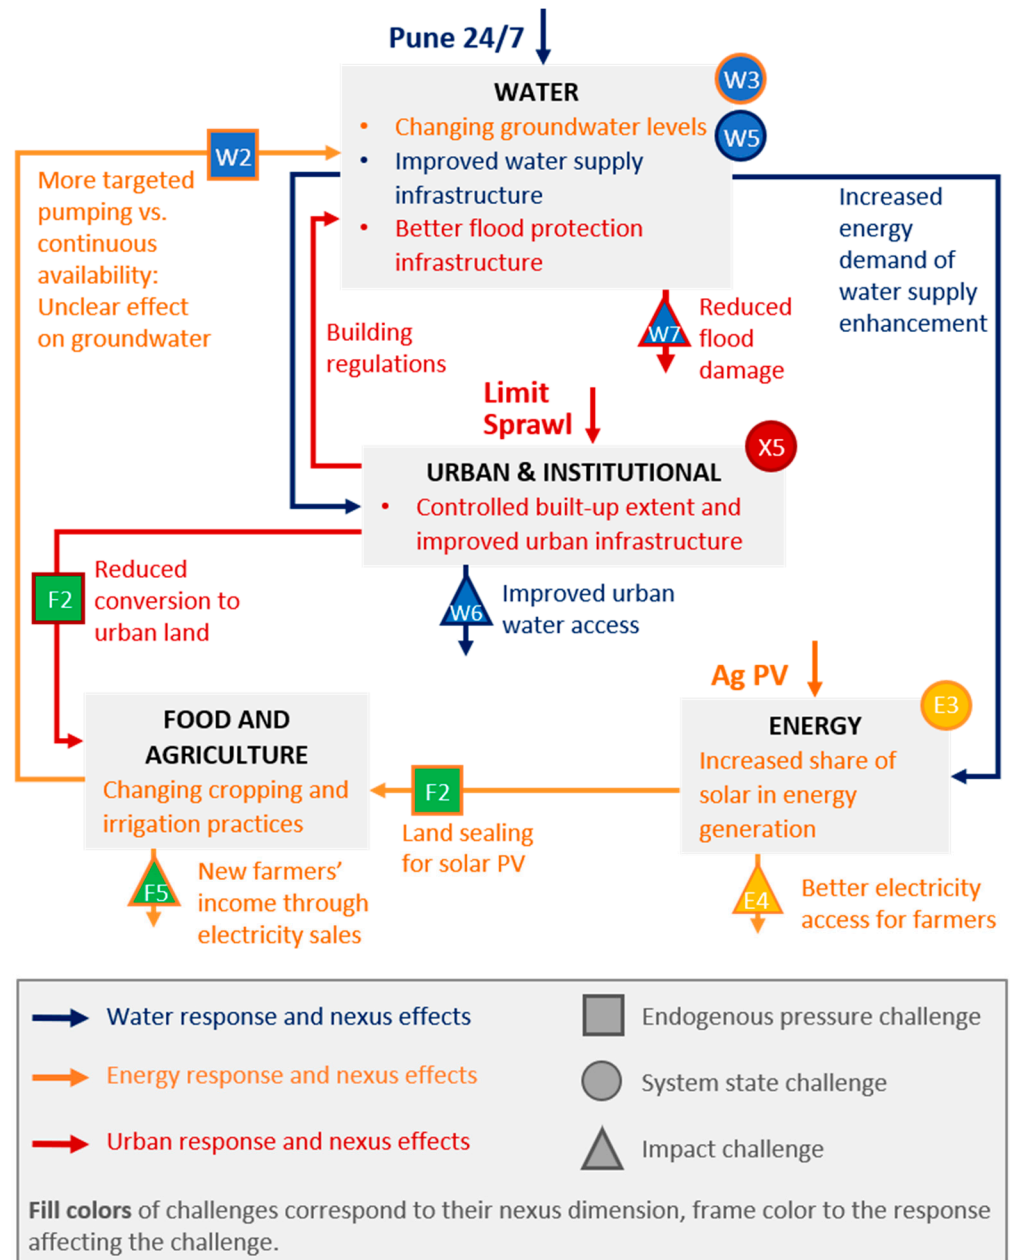 Pune 24/7
WATER
• Changing groundwater levels
• Improved water supply
infrastructure
• Better flood protection
infrastructure
W3
W5
W2
More targeted
pumping vs.
continuous
availability:
Unclear effect
on groundwater
Increased
energy
demand of
water supply
enhancement
Building
regulations
W7
Reduced
flood
damage
Limit
Sprawl
X5
URBAN & INSTITUTIONAL
• Controlled built-up extent and
improved urban infrastructure
F2
Reduced
conversion to
urban land
W6
Improved urban
water access
Ag PV
E3
FOOD AND
AGRICULTURE
Changing cropping and
irrigation practices
F2
Land sealing
for solar PV
ENERGY
Increased share of
solar in energy
generation
F5
New farmers’
income through
electricity sales
E4
Better electricity
access for farmers
Water response and nexus effects
Energy response and nexus effects
Urban response and nexus effects
Endogenous pressure challenge
System state challenge
Impact challenge
Fill colors of challenges correspond to their nexus dimension, frame color to the response
affecting the challenge.